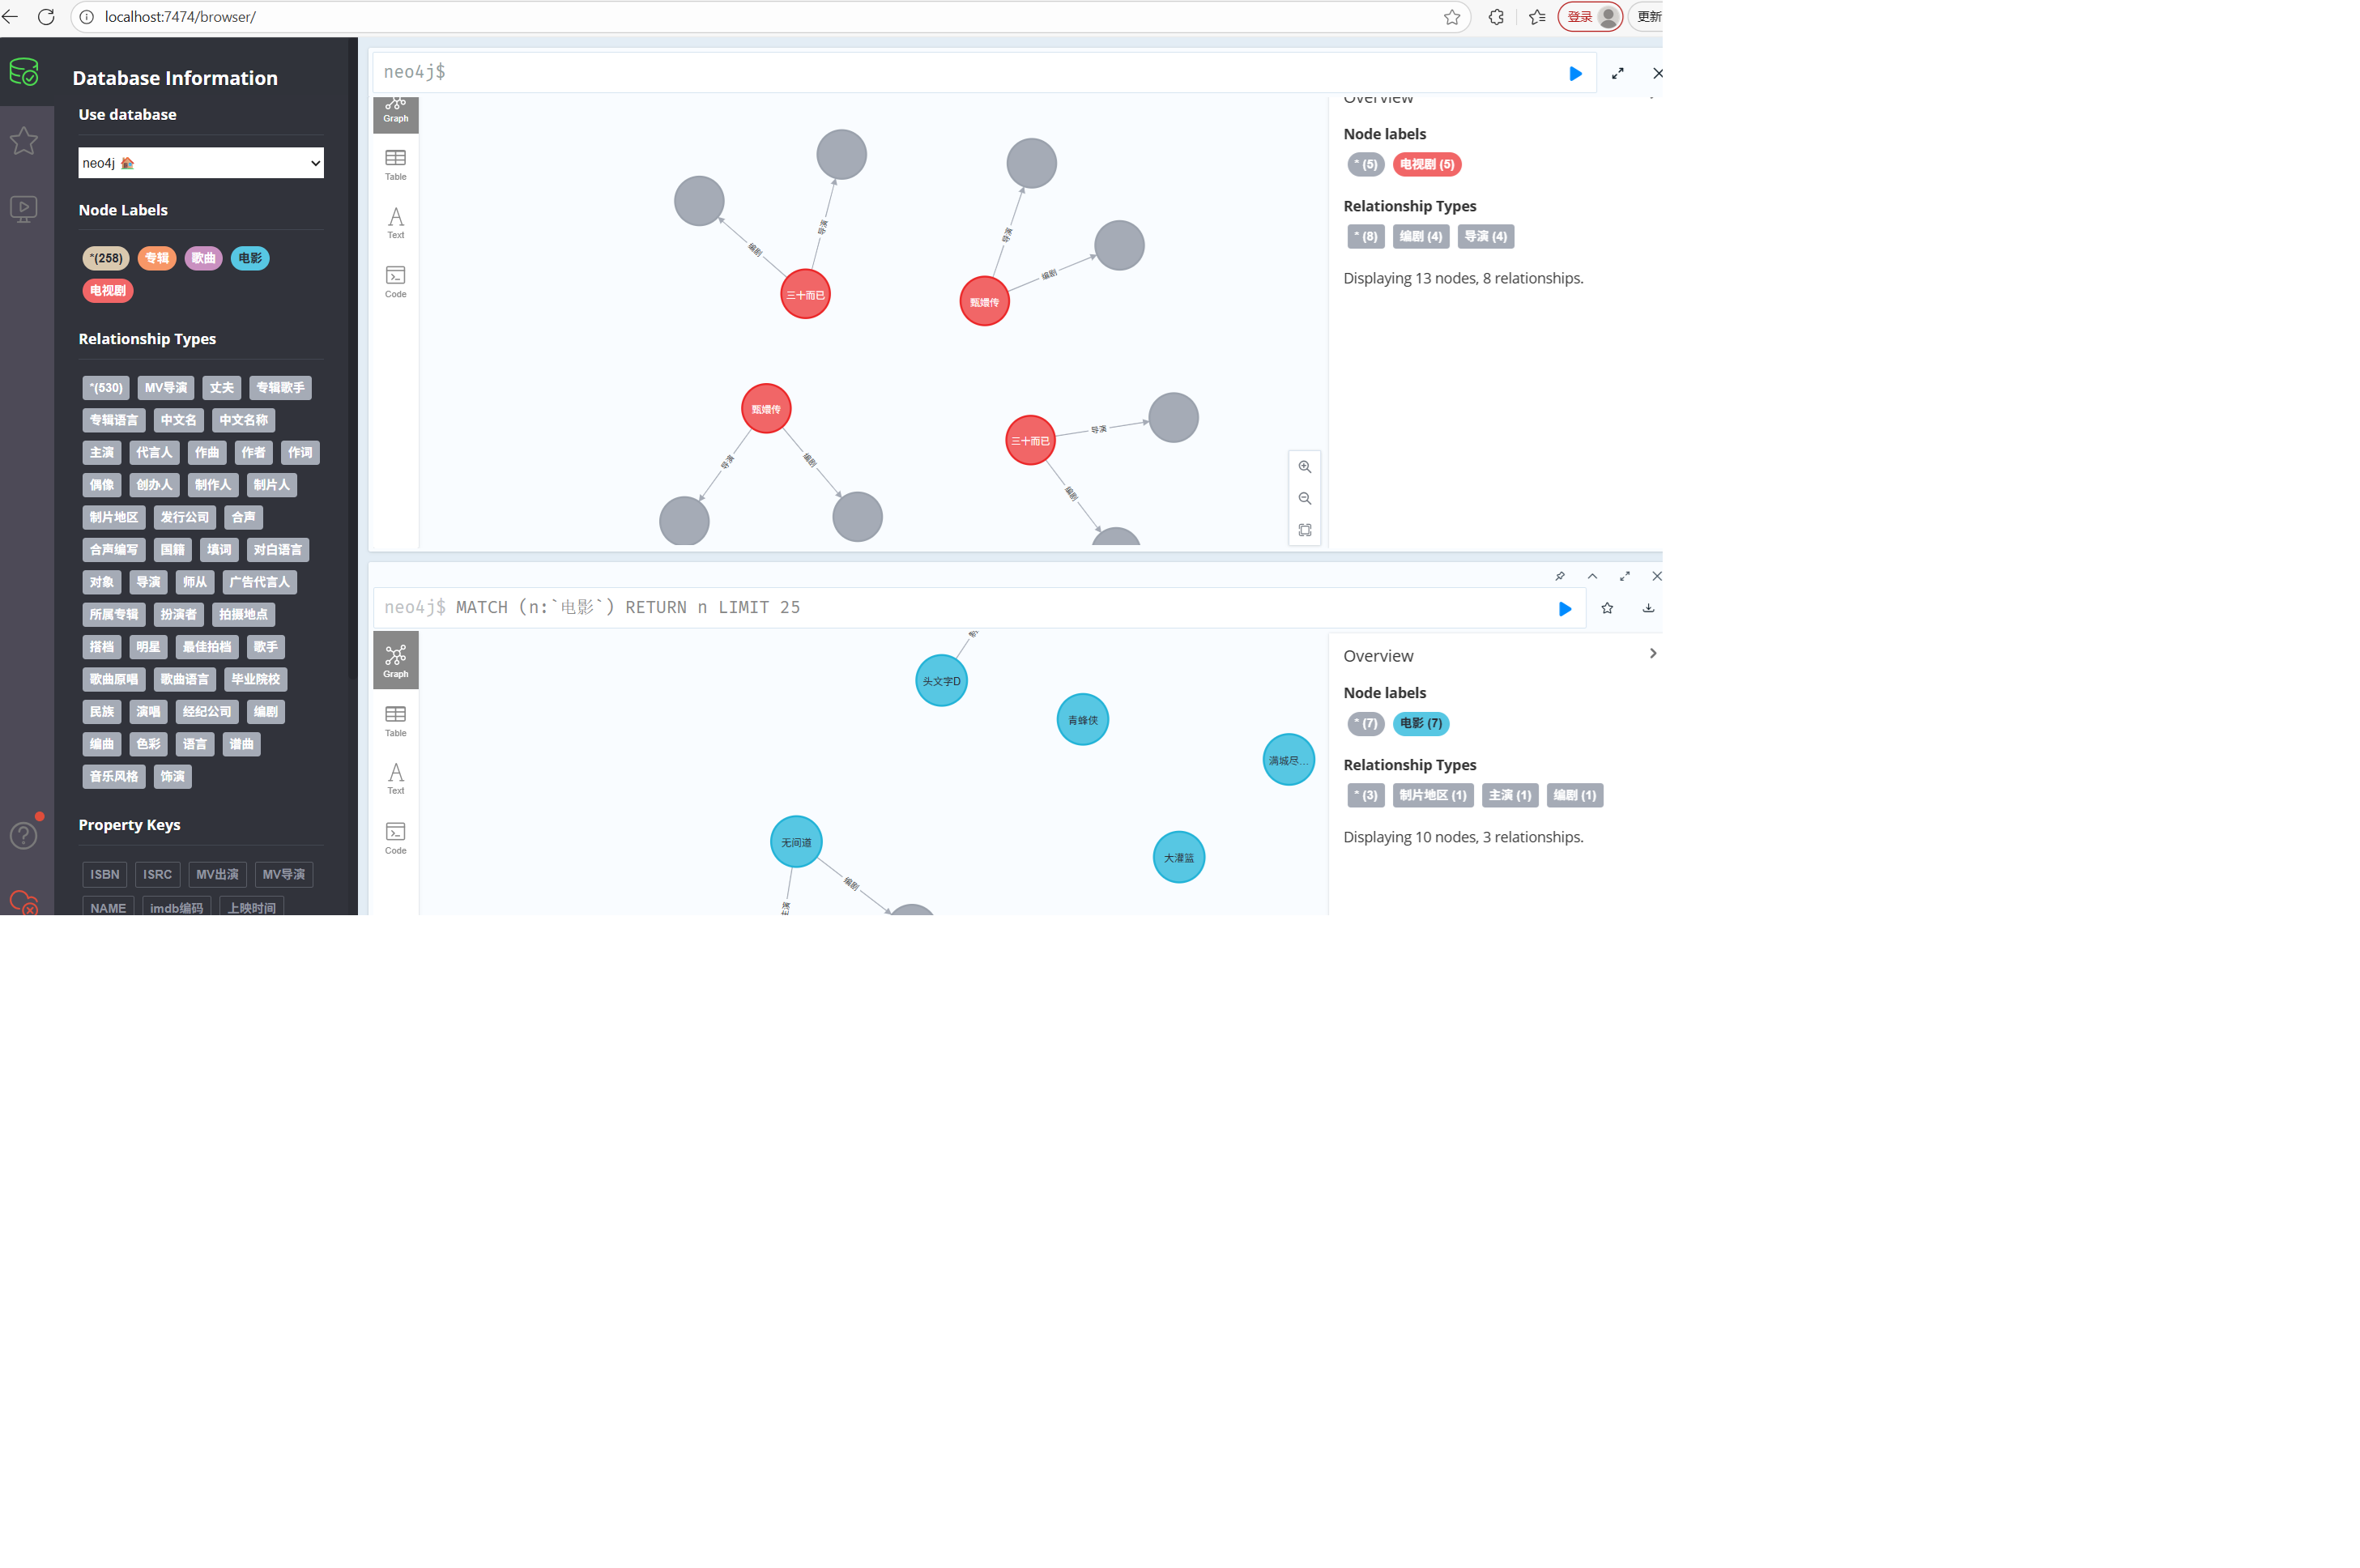 localhost:7474/browser/
登录
更新
Database Information
Use database
neo4j
Node Labels
*(258) 专辑 歌曲 电影
电视剧
Relationship Types
*(530) MV导演 丈夫 专辑歌手
专辑语言 中文名 中文名称
主演 代言人 作曲 作者 作词
偶像 创办人 制作人 制片人
制片地区 发行公司 合声
合声编写 国籍 填词 对白语言
对象 导演 师从 广告代言人
所属专辑 扮演者 拍摄地点
搭档 明星 最佳拍档 歌手
歌曲原唱 歌曲语言 毕业院校
民族 演唱 经纪公司 编剧
编曲 色彩 语言 谱曲
音乐风格 饰演
Property Keys
ISBN ISRC MV出演 MV导演
NAME imdb编码 上映时间
neo4j$
Graph
Table
Text
Code
编剧
导演
三十而已
导演
编剧
甄嬛传
甄嬛传
导演
编剧
三十而已
导演
编剧
Overview
Node labels
* (5) 电视剧 (5)
Relationship Types
* (8) 编剧 (4) 导演 (4)
Displaying 13 nodes, 8 relationships.
neo4j$ MATCH (n:`电影`) RETURN n LIMIT 25
Graph
Table
Text
Code
头文字D
青蜂侠
满城尽...
无间道
大灌篮
编剧
Overview
Node labels
* (7) 电影 (7)
Relationship Types
* (3) 制片地区 (1) 主演 (1) 编剧 (1)
Displaying 10 nodes, 3 relationships.